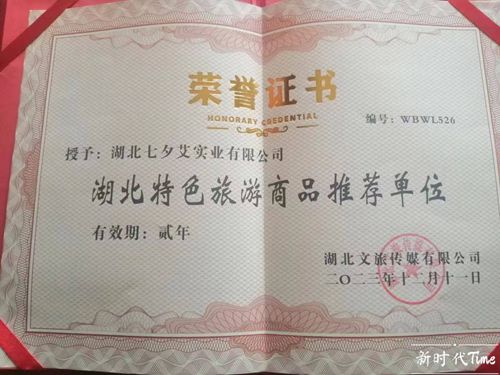 荣誉证书
HONORARY CREDENTIAL
编号：WBWL526
授予：湖北七夕艾实业有限公司
湖北特色旅游商品推荐单位
有效期：贰年
湖北文旅传媒有限公司
二〇二三年十二月十一日
新时代Time